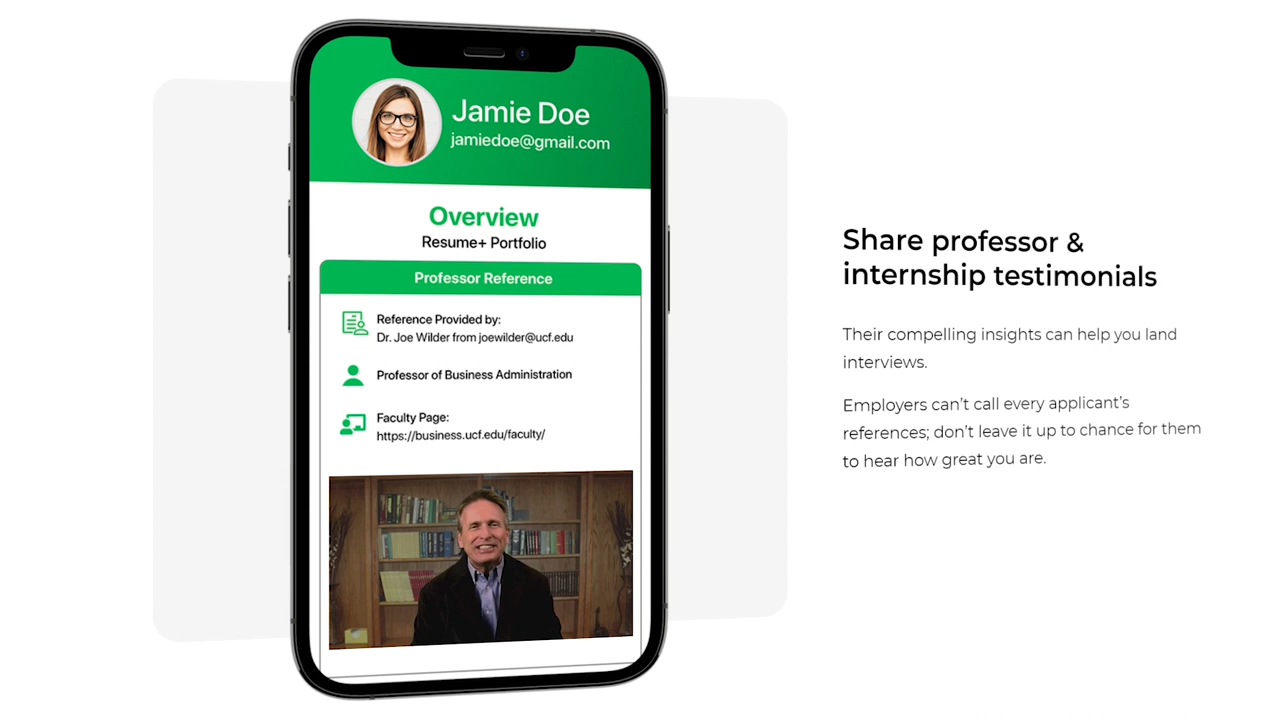 Jamie Doe
jamiedoe@gmail.com
Overview
Resume+ Portfolio
Professor Reference
Reference Provided by:
Dr. Joe Wilder from joewilder@ucf.edu
Professor of Business Administration
Faculty Page:
https://business.ucf.edu/faculty/
Share professor &
internship testimonials
Their compelling insights can help you land
interviews.
Employers can't call every applicant's
references; don't leave it up to chance for them
to hear how great you are.